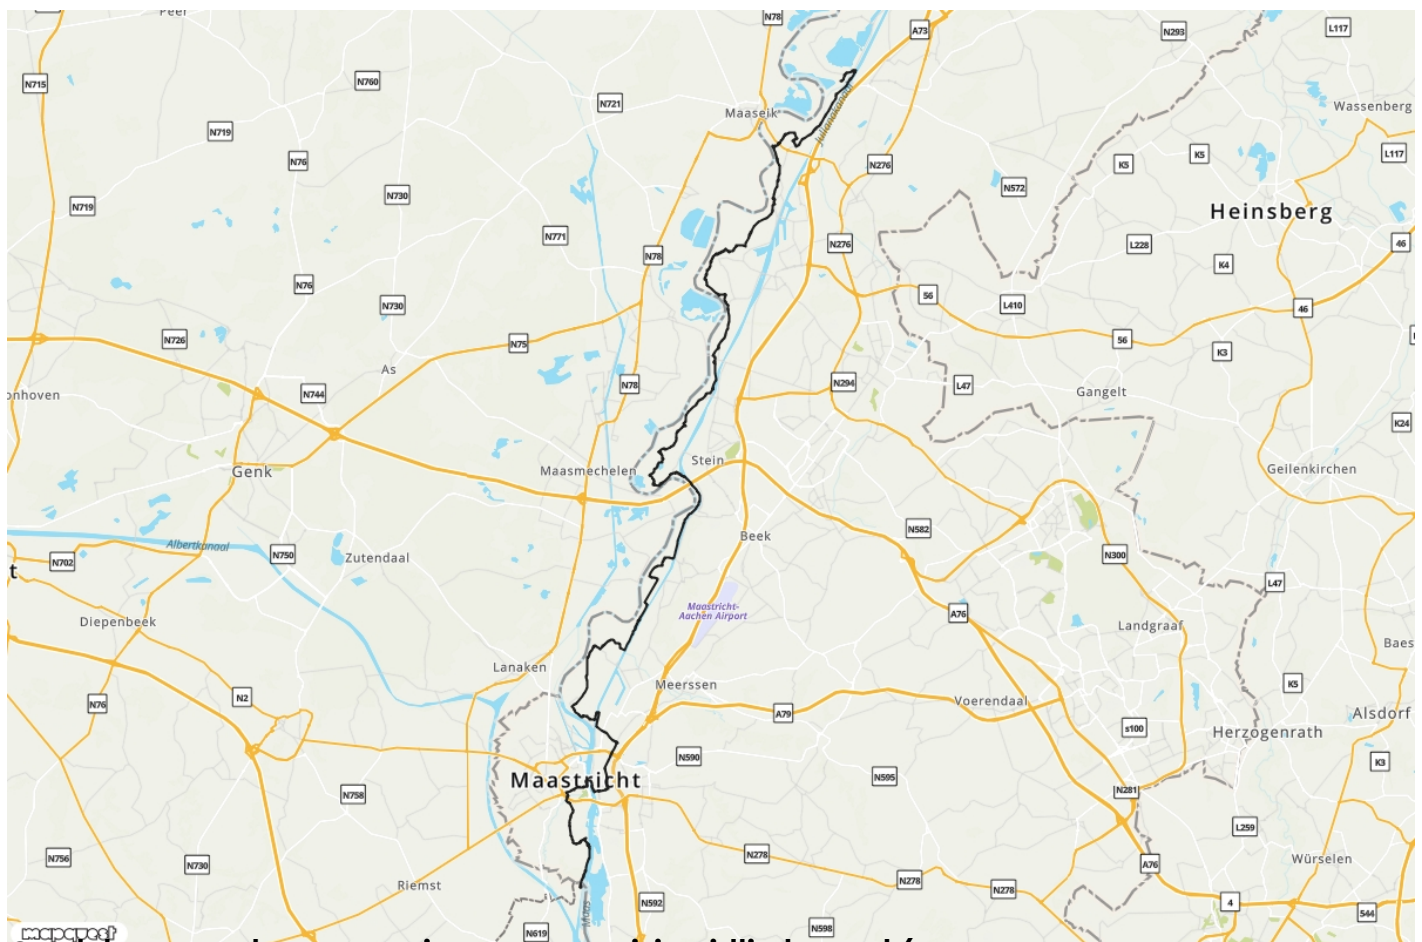 Peer
N78
A73
N293
L117
N715
N760
N721
Maaseik
Julianakanaal
Wassenberg
N719
N76
K5
K5
L117
N276
N730
N572
N719
Heinsberg
N771
N276
L228
46
N78
K4
N76
56
N730
L410
46
N726
N75
56
K3
As
N78
N294
L47
Gangelt
onhoven
N744
K24
Maasmechelen
Stein
Genk
Geilenkirchen
N582
Beek
Albertkanaal
N750
N300
N702
Zutendaal
t
L47
Maastricht-
Aachen Airport
A76
Diepenbeek
Landgraaf
Baes
Lanaken
Meerssen
K5
N2
N76
Voerendaal
A79
Alsdorf
s100
Herzogenrath
N590
K3
Maastricht
N595
N281
N758
L259
N278
N756
N730
A76
Würselen
Riemst
N278
N278
N592
4
Maas
544
N619
N598
mapquest